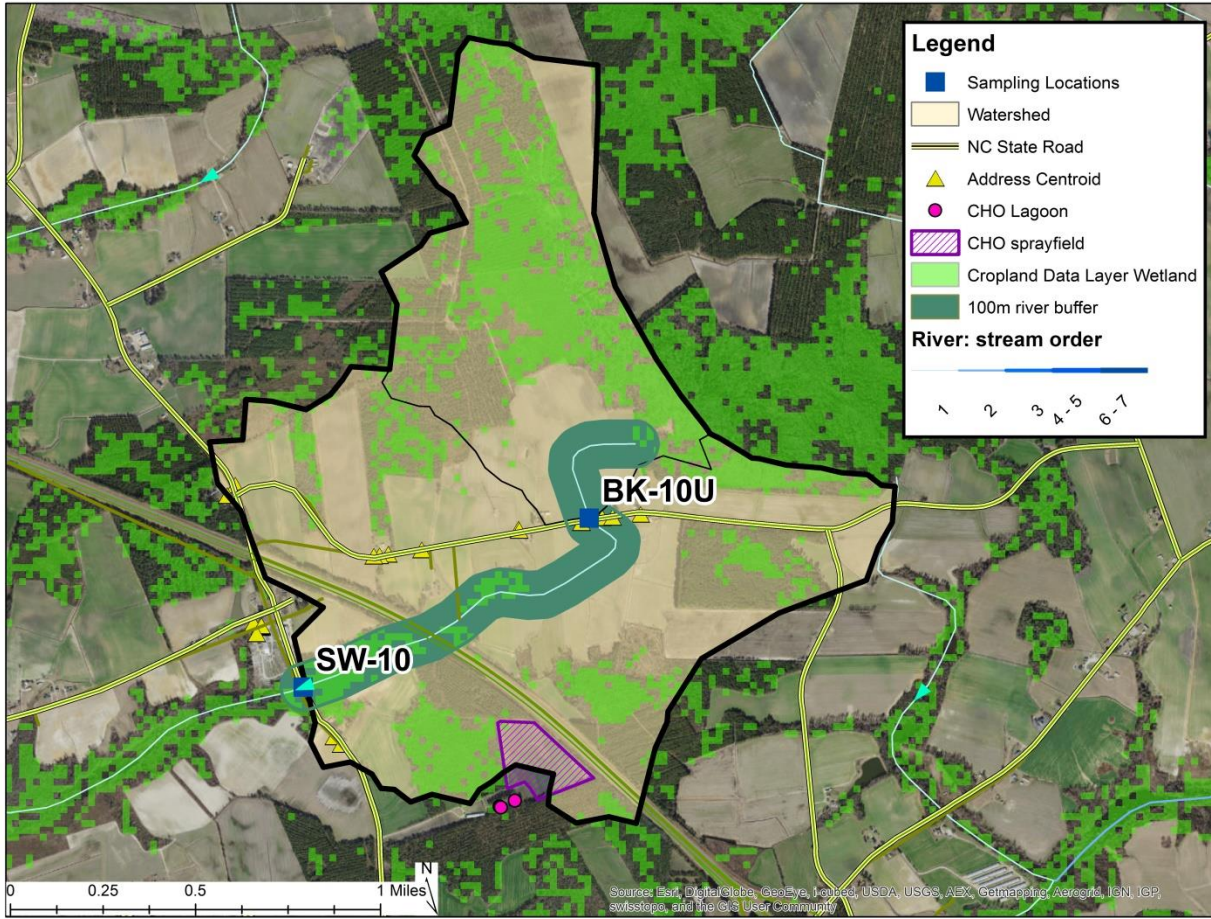 Legend
Sampling Locations
Watershed
NC State Road
Address Centroid
CHO Lagoon
CHO sprayfield
Cropland Data Layer Wetland
100m river buffer
River: stream order
1 2 3 4 - 5 6 - 7
BK-10U
SW-10
0 0.25 0.5 1 Miles
N
Source: Esri, DigitalGlobe, GeoEye, i-cubed, USDA, USGS, AEX, Getmapping, Aerogrid, IGN, IGP,
swisstopo, and the GIS User Community